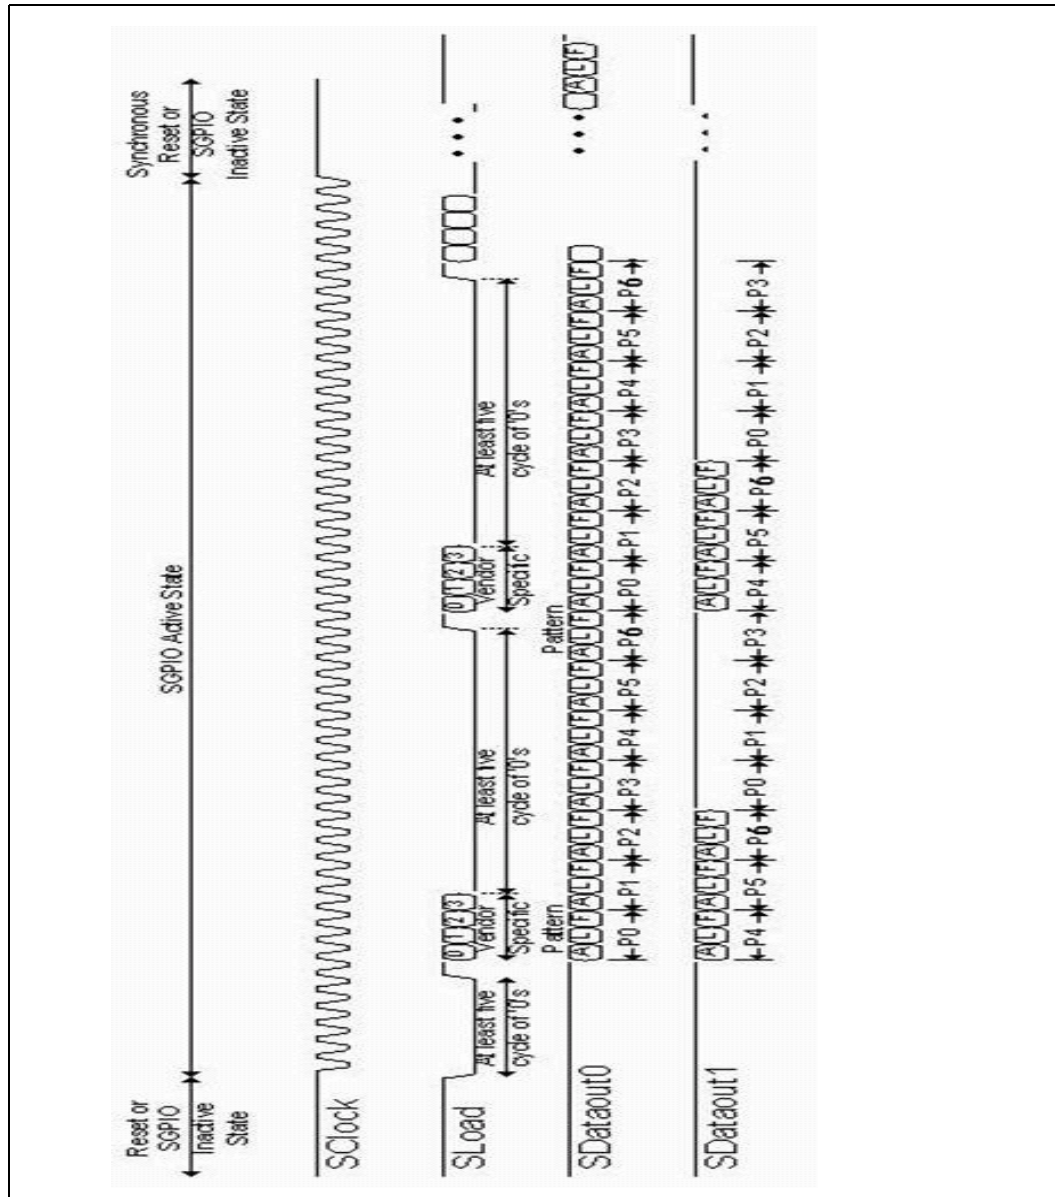 Reset or
SGPIO
Inactive
State
SGPIO Active State
Synchronous
Reset or
SGPIO
Inactive State
SClock
SLoad
At least five
cycle of '0's
0 1 2 3
Vendor
Specific
Pattern
At least five
cycle of '0's
0 1 2 3
Vendor
Specific
Pattern
At least five
cycle of '0's
SDataout0
A L F A L F A L F A L F A L F A L F A L F A L F A L F A L F A L F A L F A L F A L F
A L F
P0 P1 P2 P3 P4 P5 P6 P0 P1 P2 P3 P4 P5 P6
SDataout1
A L F A L F A L F
A L F A L F A L F
P4 P5 P6 P0 P1 P2 P3 P4 P5 P6 P0 P1 P2 P3